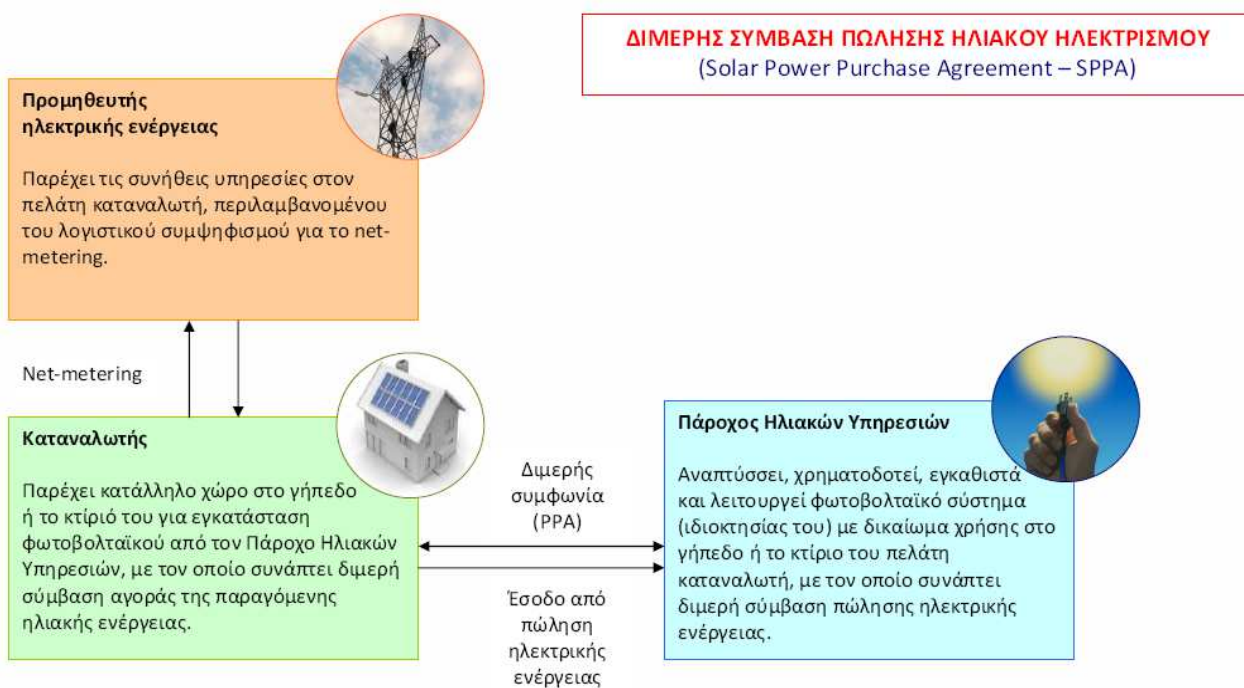 ΔΙΜΕΡΗΣ ΣΥΜΒΑΣΗ ΠΩΛΗΣΗΣ ΗΛΙΑΚΟΥ ΗΛΕΚΤΡΙΣΜΟΥ
(Solar Power Purchase Agreement – SPPA)
Προμηθευτής
ηλεκτρικής ενέργειας
Παρέχει τις συνήθεις υπηρεσίες στον
πελάτη καταναλωτή, περιλαμβανομένου
του λογιστικού συμψηφισμού για το net-
metering.
Net-metering
Καταναλωτής
Παρέχει κατάλληλο χώρο στο γήπεδο
ή το κτίριό του για εγκατάσταση
φωτοβολταϊκού από τον Πάροχο Ηλιακών
Υπηρεσιών, με τον οποίο συνάπτει διμερή
σύμβαση αγοράς της παραγόμενης
ηλιακής ενέργειας.
Διμερής
συμφωνία
(PPA)
Έσοδο από
πώληση
ηλεκτρικής
ενέργειας
Πάροχος Ηλιακών Υπηρεσιών
Αναπτύσσει, χρηματοδοτεί, εγκαθιστά
και λειτουργεί φωτοβολταϊκό σύστημα
(ιδιοκτησίας του) με δικαίωμα χρήσης στο
γήπεδο ή το κτίριο του πελάτη
καταναλωτή, με τον οποίο συνάπτει
διμερή σύμβαση πώλησης ηλεκτρικής
ενέργειας.